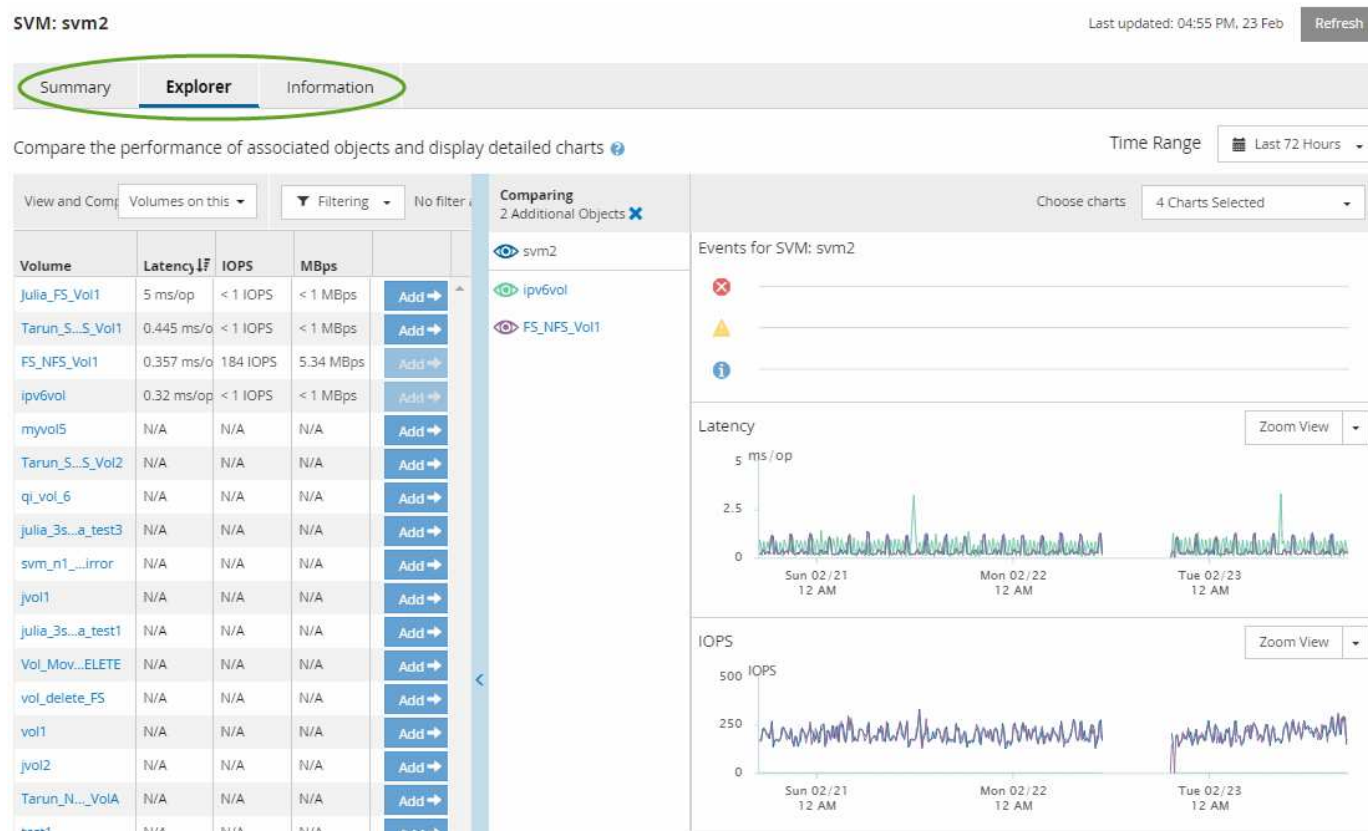 SVM: svm2
Last updated: 04:55 PM, 23 Feb Refresh
Summary Explorer Information
Compare the performance of associated objects and display detailed charts ?
Time Range Last 72 Hours
View and Comp Volumes on this Filtering No filter
Comparing
2 Additional Objects
Choose charts 4 Charts Selected
Volume Latency IOPS MBps
Julia_FS_Vol1 5 ms/op < 1 IOPS < 1 MBps Add
Tarun_S...S_Vol1 0.445 ms/o < 1 IOPS < 1 MBps Add
FS_NFS_Vol1 0.357 ms/o 184 IOPS 5.34 MBps Add
ipv6vol 0.32 ms/op < 1 IOPS < 1 MBps Add
myvol5 N/A N/A N/A Add
Tarun_S...S_Vol2 N/A N/A N/A Add
qi_vol_6 N/A N/A N/A Add
julia_3s...a_test3 N/A N/A N/A Add
svm_n1_...irror N/A N/A N/A Add
jvol1 N/A N/A N/A Add
julia_3s...a_test1 N/A N/A N/A Add
Vol_Mov...ELETE N/A N/A N/A Add
vol_delete_FS N/A N/A N/A Add
vol1 N/A N/A N/A Add
jvol2 N/A N/A N/A Add
Tarun_N..._VolA N/A N/A N/A Add
svm2
ipv6vol
FS_NFS_Vol1
Events for SVM: svm2
Latency Zoom View
5 ms/op
2.5
0
Sun 02/21 Mon 02/22 Tue 02/23
12 AM 12 AM 12 AM
IOPS Zoom View
500 IOPS
250
0
Sun 02/21 Mon 02/22 Tue 02/23
12 AM 12 AM 12 AM